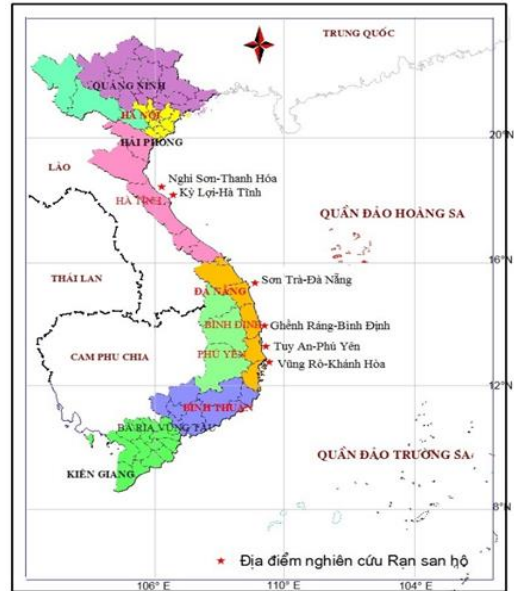 TRUNG QUỐC
QUẢNG NINH
HÀ NỘI
20°N
HẢI PHÒNG
LÀO
Nghi Sơn-Thanh Hóa
Kỳ Lợi-Hà Tĩnh
HÀ TĨNH
QUẦN ĐẢO HOÀNG SA
16°N
THÁI LAN
Sơn Trà-Đà Nẵng
ĐÀ NẴNG
BÌNH ĐỊNH
Ghềnh Ráng-Bình Định
Tuy An-Phú Yên
CAM PHU CHIA
PHÚ YÊN
Vũng Rô-Khánh Hòa
12°N
BÌNH THUẬN
BÀ RỊA VŨNG TÀU
QUẦN ĐẢO TRƯỜNG SA
KIÊN GIANG
8°N
Địa điểm nghiên cứu Rạn san hô
106° E
110° E
104° E